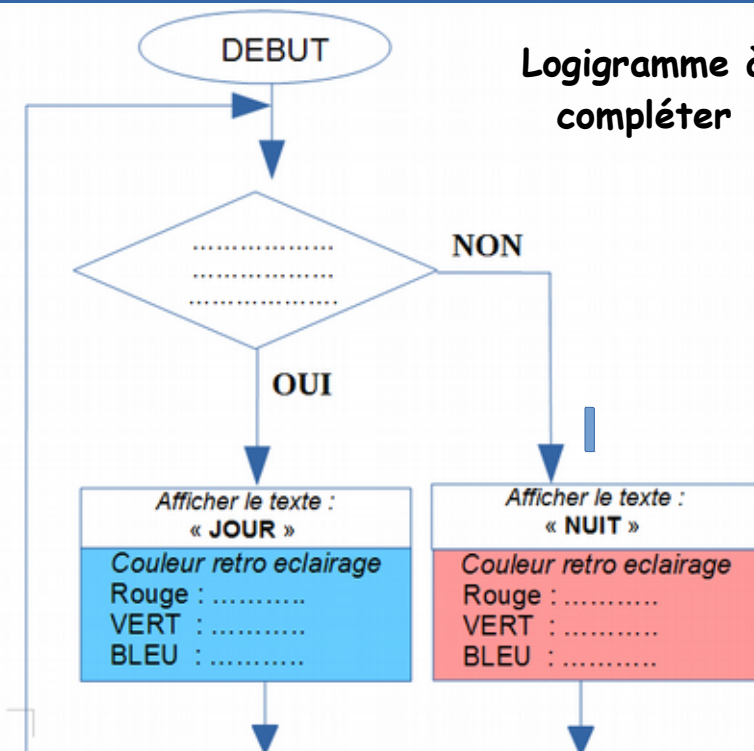 DEBUT
Logigramme à
compléter
………………
………………
……………….
NON
OUI
Afficher le texte :
« JOUR »
Couleur retro eclairage
Rouge : ………..
VERT : ………..
BLEU : ………..
Afficher le texte :
« NUIT »
Couleur retro eclairage
Rouge : ………..
VERT : ………..
BLEU : ………..